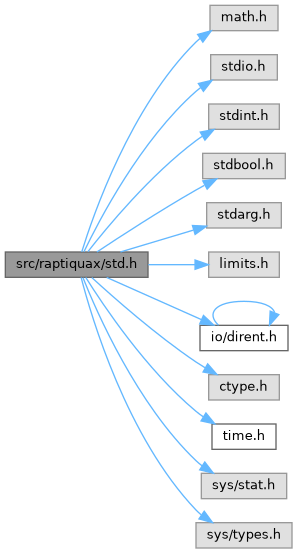 math.h
stdio.h
stdint.h
stdbool.h
stdarg.h
src/raptiquax/std.h
limits.h
io/dirent.h
ctype.h
time.h
sys/stat.h
sys/types.h